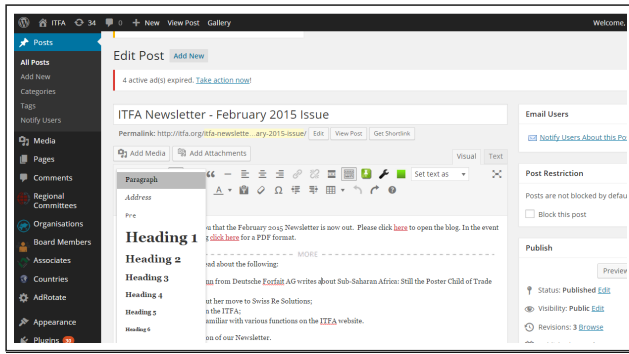 ITFA 34 0 + New View Post Gallery Welcome,
Posts
All Posts
Add New
Categories
Tags
Notify Users
Media
Pages
Comments
Regional
Committees
Organisations
Board Members
Associates
Countries
AdRotate
Appearance
Plugins
Edit Post Add New
4 active ad(s) expired. Take action now!
ITFA Newsletter - February 2015 Issue
Permalink: http://itfa.org/itfa-newslette...ary-2015-issue/ Edit View Post Get Shortlink
Add Media Add Attachments Visual Text
Set text as
Paragraph
Address
Pre
Heading 1
Heading 2
Heading 3
Heading 4
Heading 5
Heading 6
you that the February 2015 Newsletter is now out. Please click here to open the blog. In the event
click here for a PDF format.
MORE
ead about the following:
nn from Deutsche Forfait AG writes about Sub-Saharan Africa: Still the Poster Child of Trade
ut her move to Swiss Re Solutions;
n the ITFA;
amiliar with various functions on the ITFA website.
on of our Newsletter.
Email Users
Notify Users About this Po
Post Restriction
Posts are not blocked by defau
Block this post
Publish
Preview
Status: Published Edit
Visibility: Public Edit
Revisions: 3 Browse